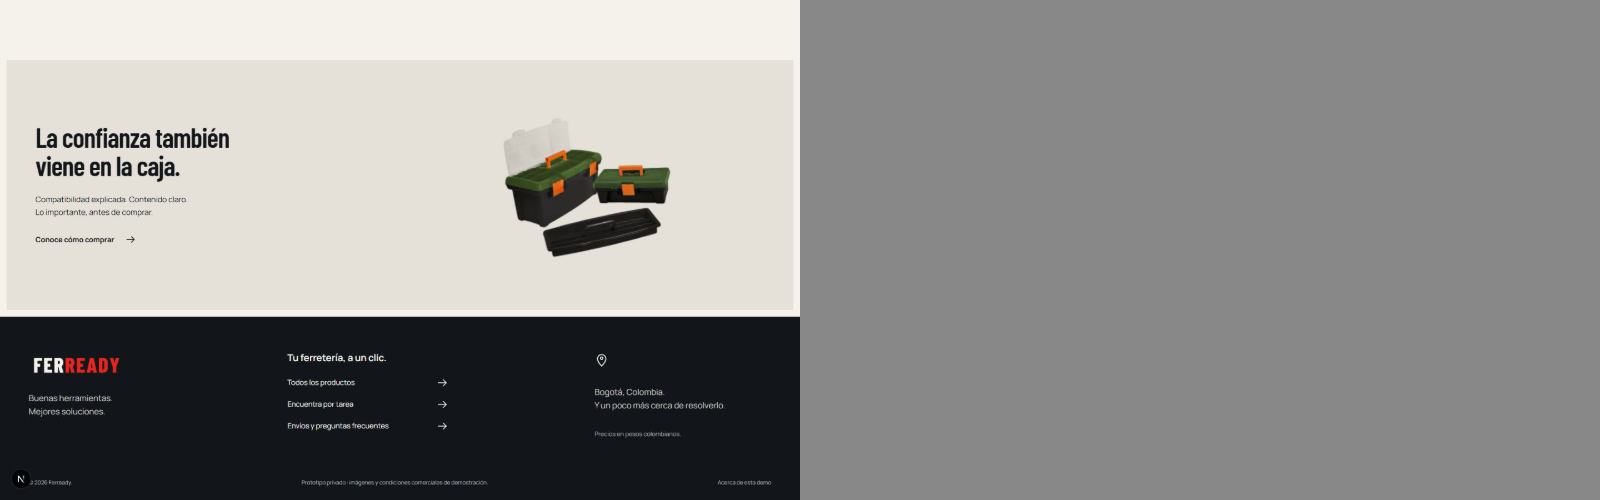 La confianza también
viene en la caja.
Compatibilidad explicada. Contenido claro.
Lo importante, antes de comprar.
Conoce cómo comprar
FERREADY
Buenas herramientas.
Mejores soluciones.
Tu ferretería, a un clic.
Todos los productos
Encuentra por tarea
Envíos y preguntas frecuentes
Bogotá, Colombia.
Y un poco más cerca de resolverlo.
Precios en pesos colombianos.
N
© 2026 Ferready.
Prototipo privado · imágenes y condiciones comerciales de demostración.
Acerca de esta demo